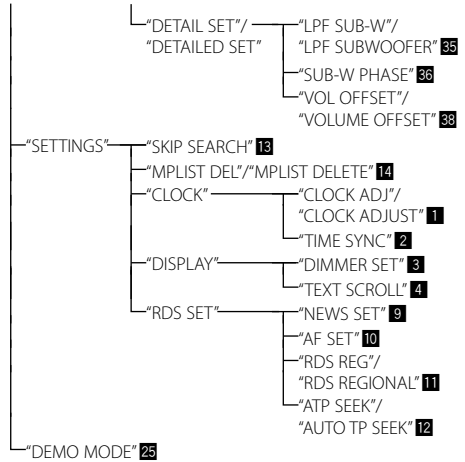 “DETAIL SET”/ “LPF SUB-W”/
“DETAILED SET” “LPF SUBWOOFER” 35
“SUB-W PHASE” 36
“VOL OFFSET”/
“VOLUME OFFSET” 38
“SETTINGS” “SKIP SEARCH” 13
“MPLIST DEL”/“MPLIST DELETE” 14
“CLOCK” “CLOCK ADJ”/
“CLOCK ADJUST” 1
“TIME SYNC” 2
“DISPLAY” “DIMMER SET” 3
“TEXT SCROLL” 4
“RDS SET” “NEWS SET” 9
“AF SET” 10
“RDS REG”/
“RDS REGIONAL” 11
“ATP SEEK”/
“AUTO TP SEEK” 12
“DEMO MODE” 25